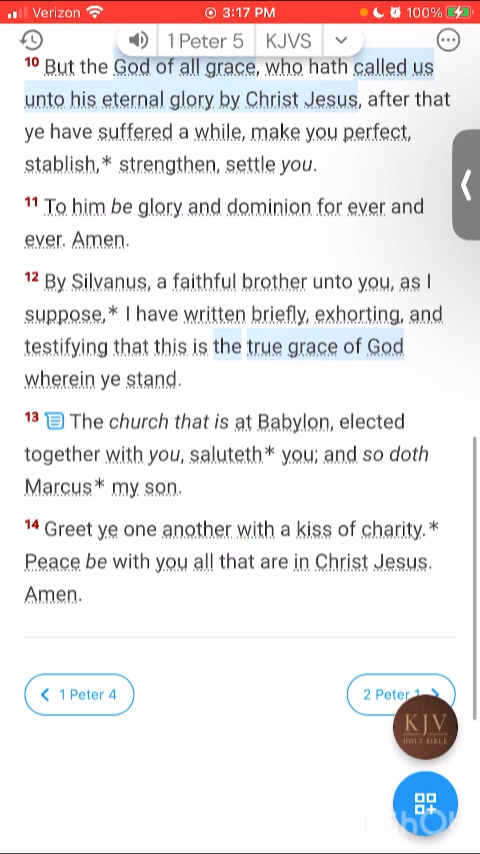 Verizon 3:17 PM 100%
1 Peter 5 KJVS
10 But the God of all grace, who hath called us
unto his eternal glory by Christ Jesus, after that
ye have suffered a while, make you perfect,
stablish,* strengthen, settle you.
11 To him be glory and dominion for ever and
ever. Amen.
12 By Silvanus, a faithful brother unto you, as I
suppose,* I have written briefly, exhorting, and
testifying that this is the true grace of God
wherein ye stand.
13 The church that is at Babylon, elected
together with you, saluteth* you; and so doth
Marcus* my son.
14 Greet ye one another with a kiss of charity.*
Peace be with you all that are in Christ Jesus.
Amen.
1 Peter 4 2 Peter 1
KJV
HOLY BIBLE